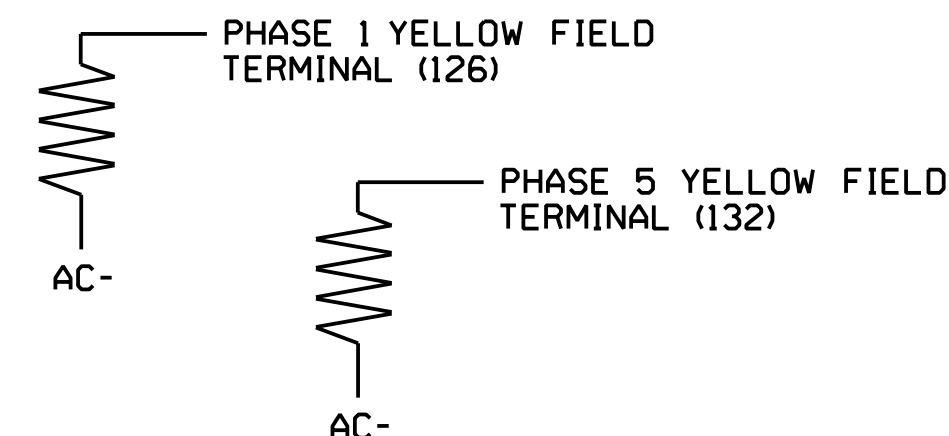 PHASE 1 YELLOW FIELD
TERMINAL (126)
AC-
PHASE 5 YELLOW FIELD
TERMINAL (132)
AC-